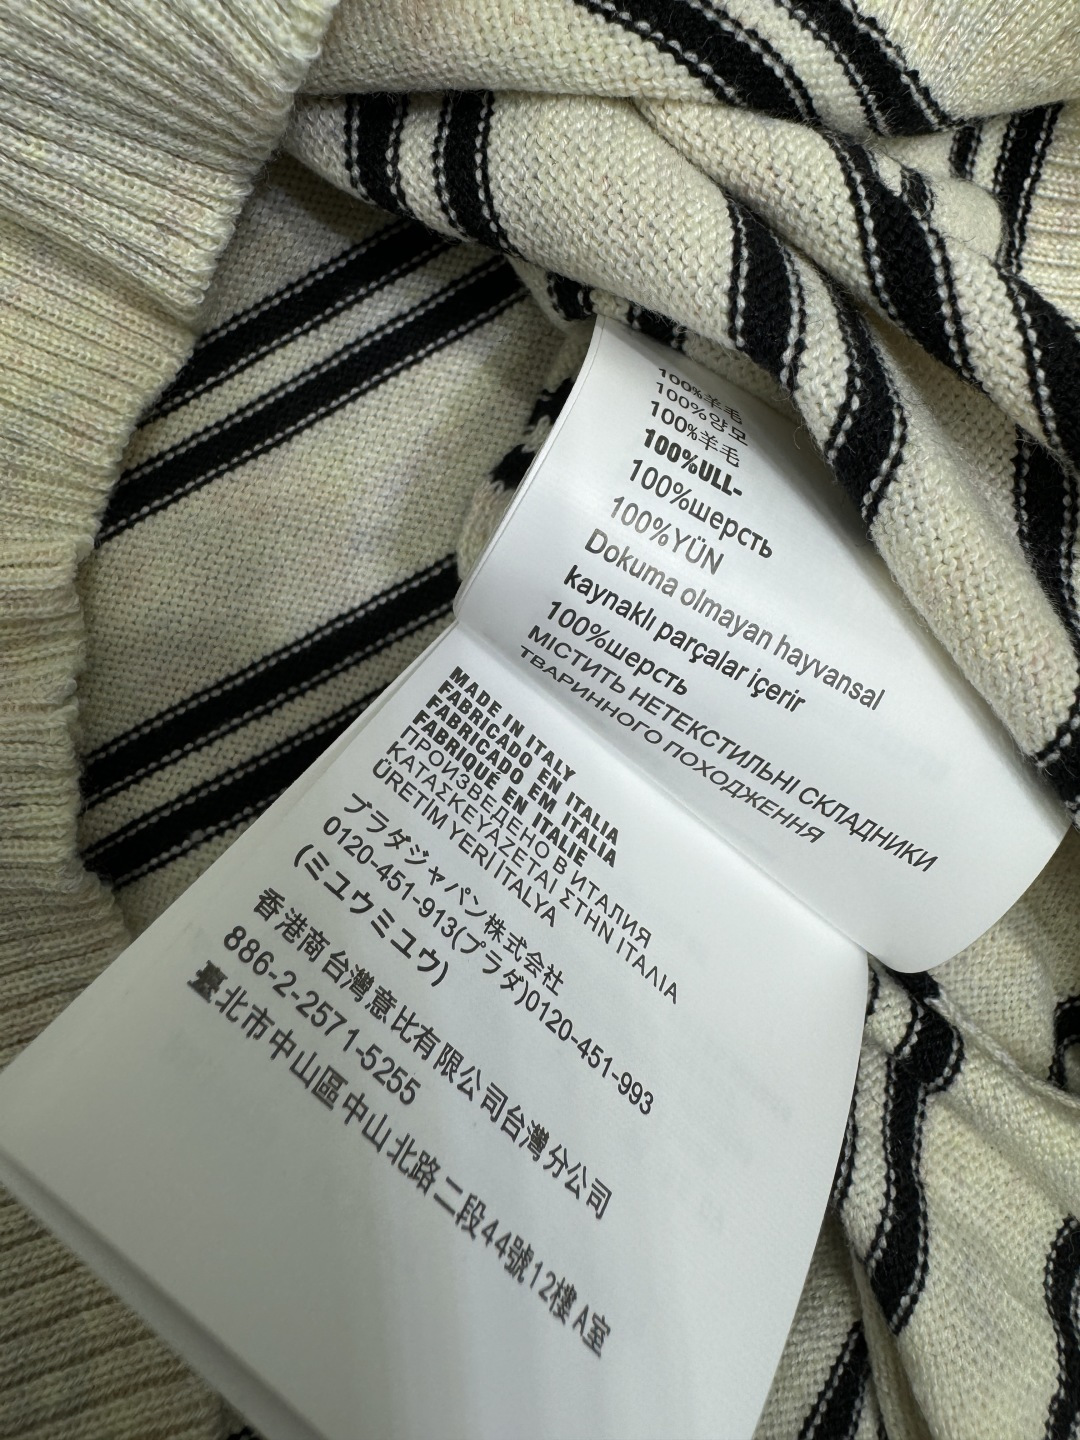 100%羊毛
100%양모
100%羊毛
100%ULL-
100%шерсть
100%YÜN
Dokuma olmayan hayvansal
kaynaklı parçalar içerir
100%шерсть
МІСТИТЬ НЕТЕКСТИЛЬНІ СКЛАДНИКИ
ТВАРИННОГО ПОХОДЖЕННЯ
MADE IN ITALY
FABRICADO EN ITALIA
FABRICADO EM ITALIA
FABRIQUÉ EN ITALIE
ПРОИЗВЕДЕНО В ИТАЛИЯ
ΚΑΤΑΣΚΕΥΑΖΕΤΑΙ ΣΤΗΝ ΙΤΑΛΙΑ
ÜRETIM YERI ITALYA
プラダジャパン株式会社
0120-451-913(プラダ)0120-451-993
(ミユウミユウ)
香港商台灣意比有限公司台灣分公司
886-2-2571-5255
臺北市中山區中山北路二段44號12樓A室